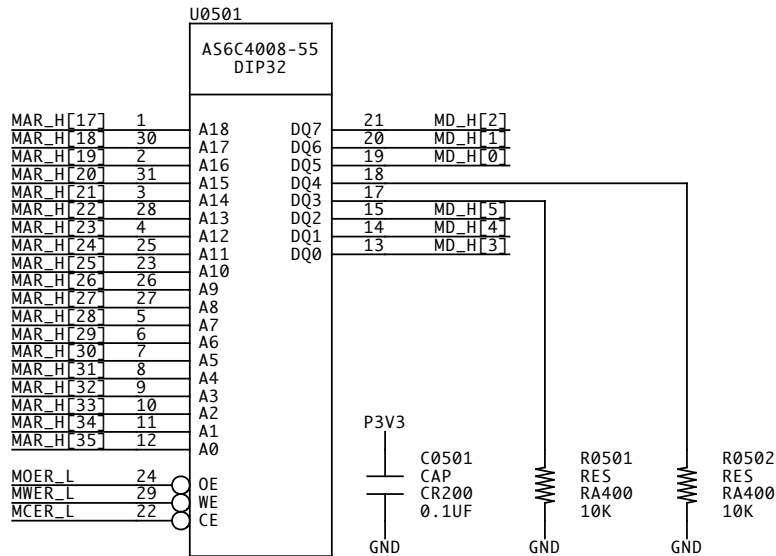 U0501
AS6C4008-55
DIP32
MAR_H[17] 1 A18 DQ7 21 MD_H[2]
MAR_H[18] 30 A17 DQ6 20 MD_H[1]
MAR_H[19] 2 A16 DQ5 19 MD_H[0]
MAR_H[20] 31 A15 DQ4 18
MAR_H[21] 3 A14 DQ3 17
MAR_H[22] 28 A13 DQ2 15 MD_H[5]
MAR_H[23] 4 A12 DQ1 14 MD_H[4]
MAR_H[24] 25 A11 DQ0 13 MD_H[3]
MAR_H[25] 23 A10
MAR_H[26] 26 A9
MAR_H[27] 27 A8
MAR_H[28] 5 A7
MAR_H[29] 6 A6
MAR_H[30] 7 A5
MAR_H[31] 8 A4
MAR_H[32] 9 A3
MAR_H[33] 10 A2
MAR_H[34] 11 A1
MAR_H[35] 12 A0
MOER_L 24 OE
MWER_L 29 WE
MCER_L 22 CE
P3V3
C0501
CAP
CR200
0.1UF
GND
R0501
RES
RA400
10K
GND
R0502
RES
RA400
10K
GND